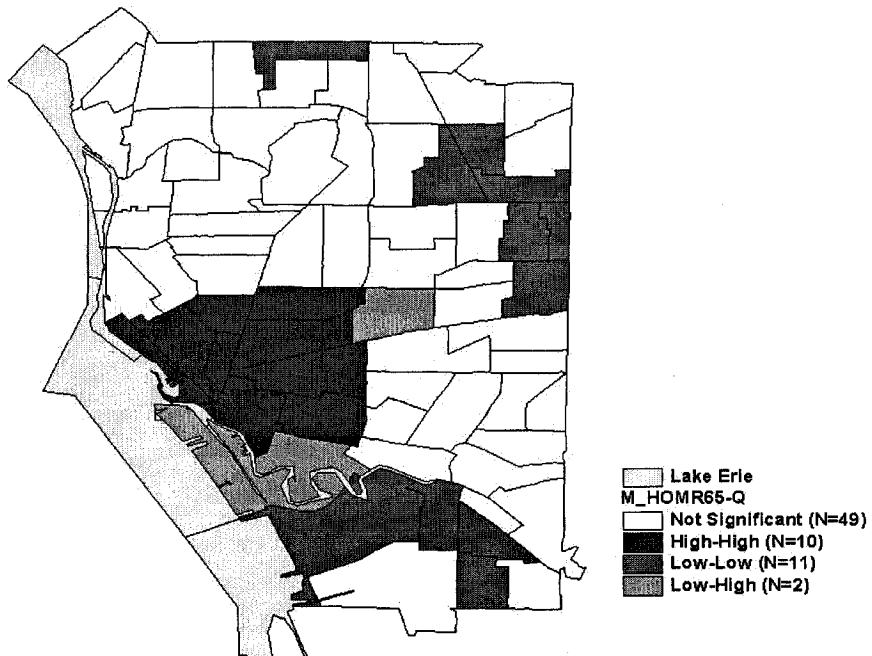 Lake Erie
M_HOMR65-Q
Not Significant (N=49)
High-High (N=10)
Low-Low (N=11)
Low-High (N=2)